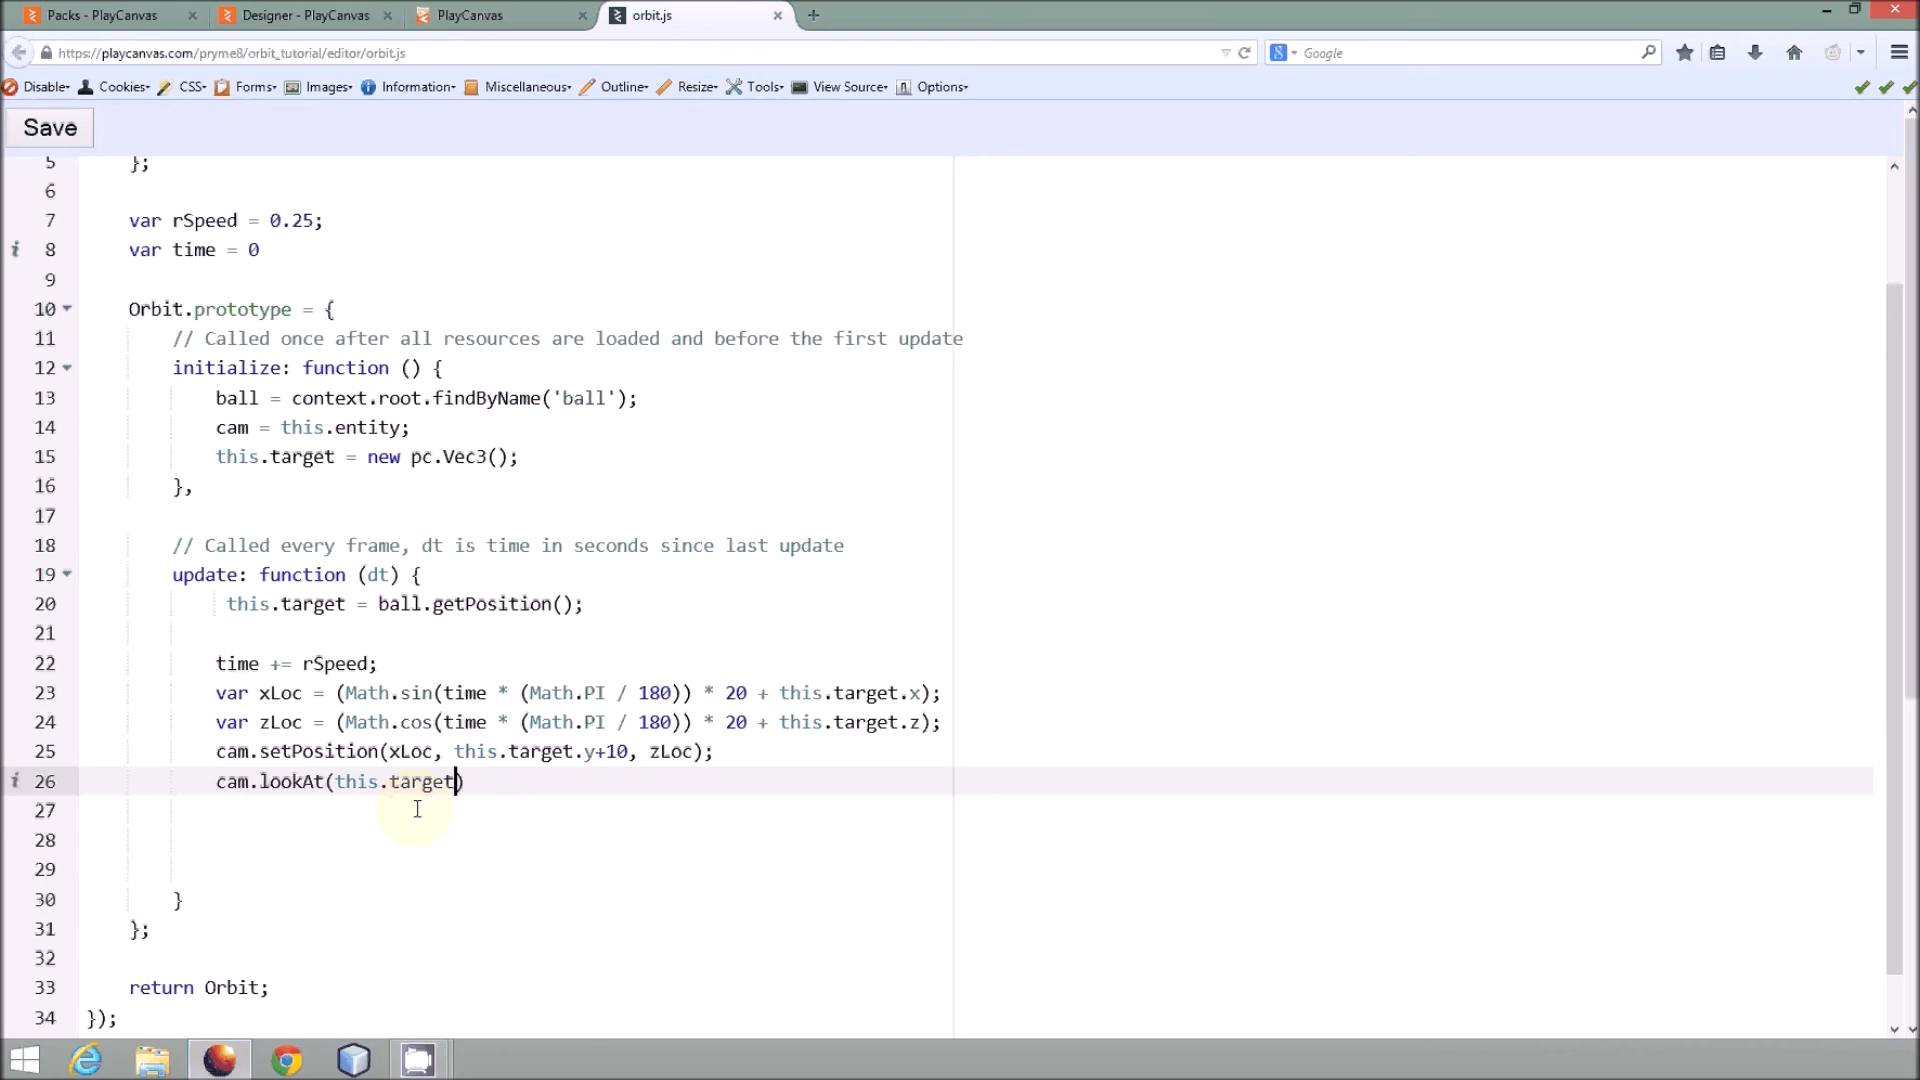 Packs - PlayCanvas
Designer - PlayCanvas
PlayCanvas
orbit.js
https://playcanvas.com/pryme8/orbit_tutorial/editor/orbit.js
Google
Disable
Cookies
CSS
Forms
Images
Information
Miscellaneous
Outline
Resize
Tools
View Source
Options
Save
5 };
6
7 var rSpeed = 0.25;
8 var time = 0
9
10 Orbit.prototype = {
11 // Called once after all resources are loaded and before the first update
12 initialize: function () {
13 ball = context.root.findByName('ball');
14 cam = this.entity;
15 this.target = new pc.Vec3();
16 },
17
18 // Called every frame, dt is time in seconds since last update
19 update: function (dt) {
20 this.target = ball.getPosition();
21
22 time += rSpeed;
23 var xLoc = (Math.sin(time * (Math.PI / 180)) * 20 + this.target.x);
24 var zLoc = (Math.cos(time * (Math.PI / 180)) * 20 + this.target.z);
25 cam.setPosition(xLoc, this.target.y+10, zLoc);
26 cam.lookAt(this.target)
27
28
29
30 }
31 };
32
33 return Orbit;
34 });